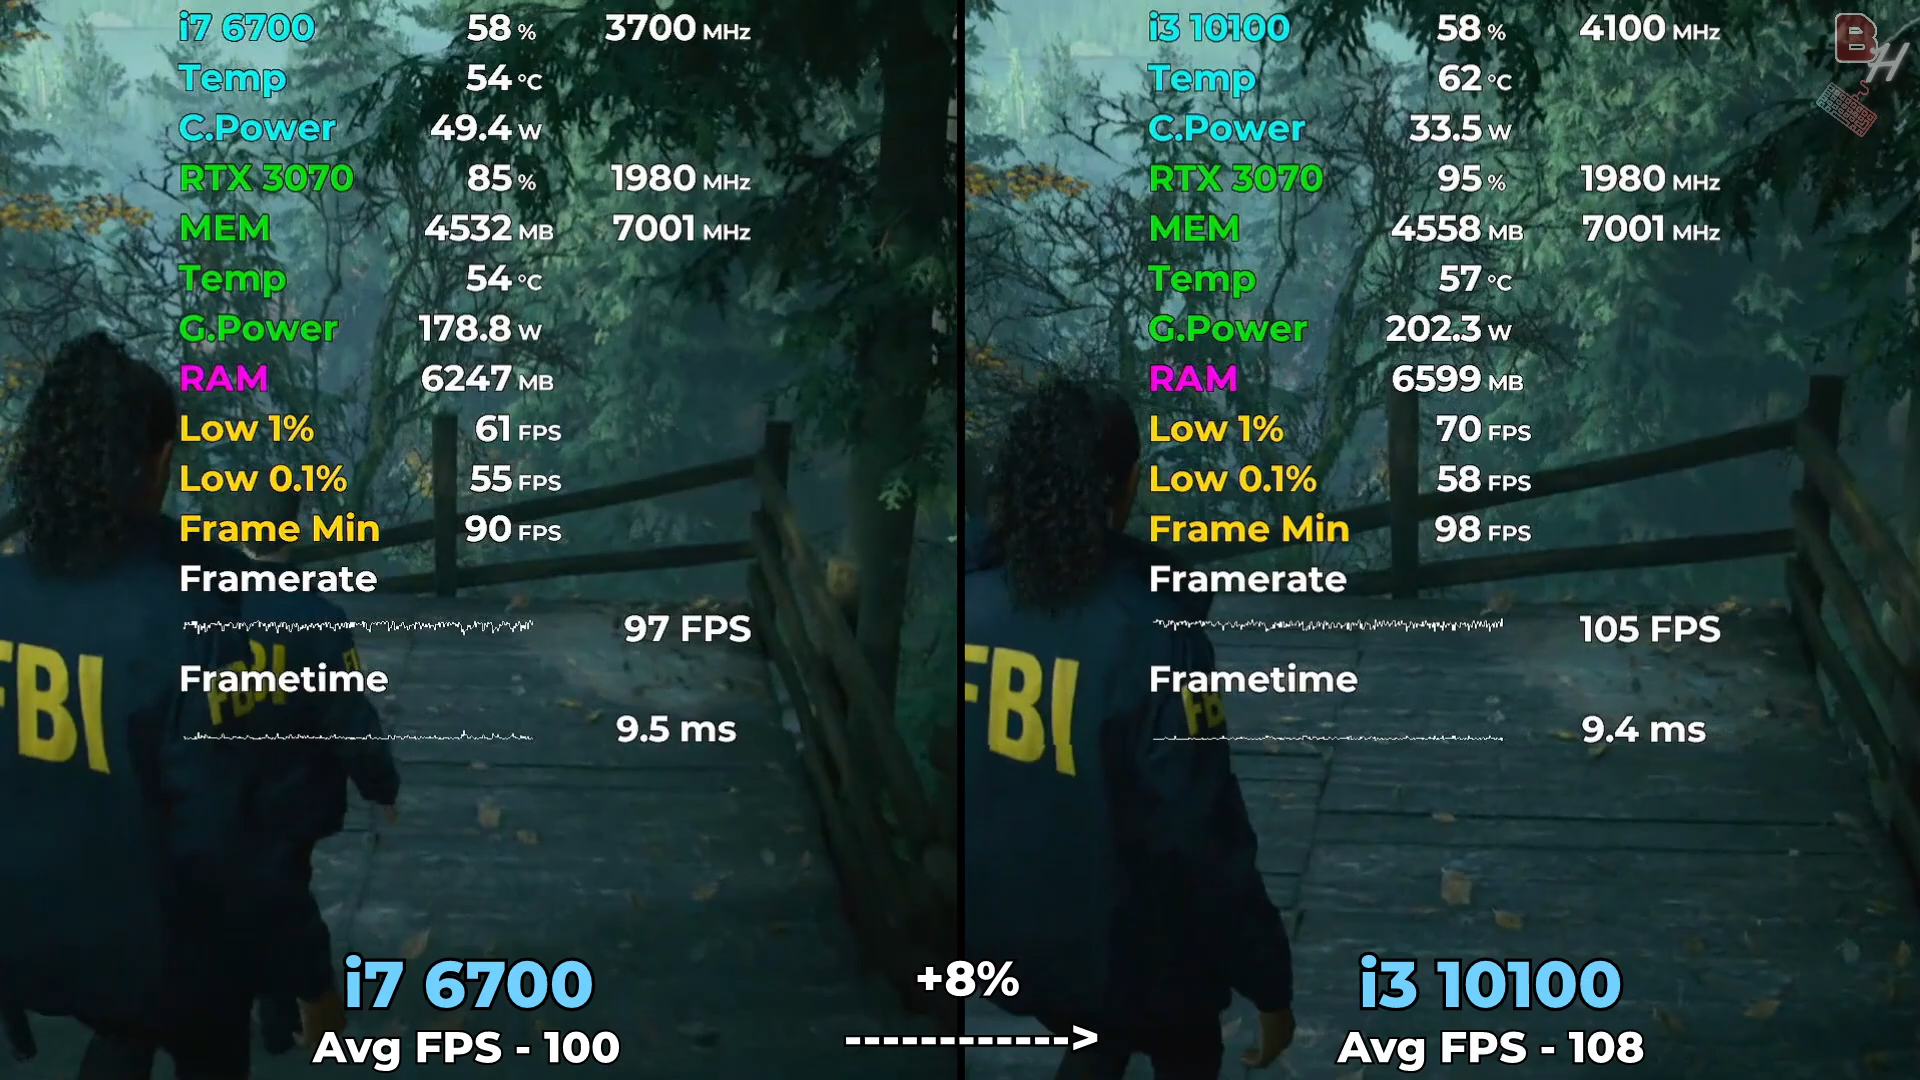 i7 6700 58 % 3700 MHz
Temp 54 °C
C.Power 49.4 W
RTX 3070 85 % 1980 MHz
MEM 4532 MB 7001 MHz
Temp 54 °C
G.Power 178.8 W
RAM 6247 MB
Low 1% 61 FPS
Low 0.1% 55 FPS
Frame Min 90 FPS
Framerate
97 FPS
Frametime
9.5 ms
FBI
FBI
i7 6700
Avg FPS - 100
+8%
------------>
i3 10100 58 % 4100 MHz
Temp 62 °C
C.Power 33.5 W
RTX 3070 95 % 1980 MHz
MEM 4558 MB 7001 MHz
Temp 57 °C
G.Power 202.3 W
RAM 6599 MB
Low 1% 70 FPS
Low 0.1% 58 FPS
Frame Min 98 FPS
Framerate
105 FPS
Frametime
9.4 ms
FBI
FB
i3 10100
Avg FPS - 108
BH